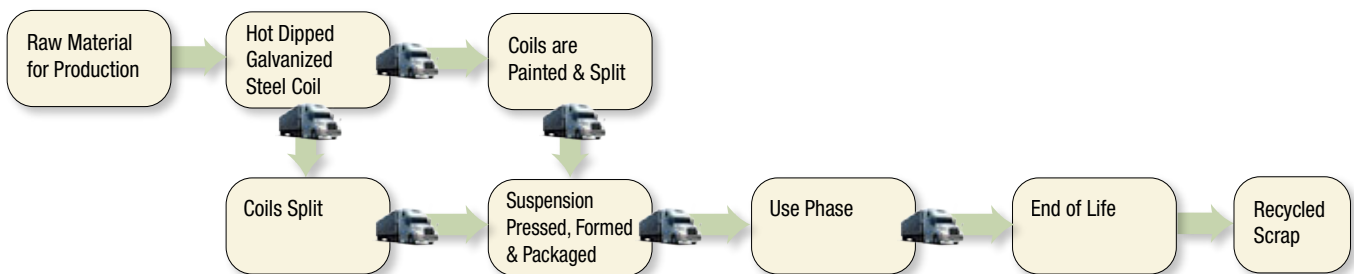 Raw Material
for Production
Hot Dipped
Galvanized
Steel Coil
Coils are
Painted & Split
Coils Split
Suspension
Pressed, Formed
& Packaged
Use Phase
End of Life
Recycled
Scrap